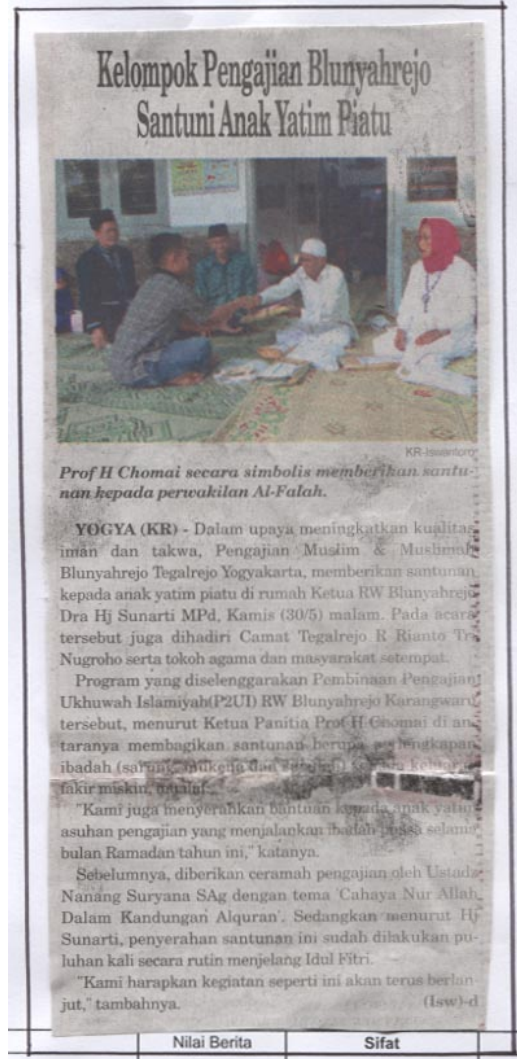 Kelompok Pengajian Blunyahrejo
Santuni Anak Yatim Piatu
KR-Iswantoro
Prof H Chomai secara simbolis memberikan santu-
nan kepada perwakilan Al-Falah.
YOGYA (KR) - Dalam upaya meningkatkan kualitas
iman dan takwa, Pengajian Muslim & Muslimah
Blunyahrejo Tegalrejo Yogyakarta, memberikan santunan
kepada anak yatim piatu di rumah Ketua RW Blunyahrejo
Dra Hj Sunarti MPd, Kamis (30/5) malam. Pada acara
tersebut juga dihadiri Camat Tegalrejo R Rianto Tri
Nugroho serta tokoh agama dan masyarakat setempat.
Program yang diselenggarakan Pembinaan Pengajian
Ukhuwah Islamiyah(P2UI) RW Blunyahrejo Karangwaru
tersebut, menurut Ketua Panitia Prof H Chomai di an-
taranya membagikan santunan berupa perlengkapan
ibadah (sarung, mukena dan
fakir miskin,
"Kami juga menyerahkan bantuan kepada anak yatim
asuhan pengajian yang menjalankan ibadah puasa selama
bulan Ramadan tahun ini," katanya.
Sebelumnya, diberikan ceramah pengajian oleh Ustadz
Nanang Suryana SAg dengan tema 'Cahaya Nur Allah
Dalam Kandungan Alquran'. Sedangkan menurut Hj
Sunarti, penyerahan santunan ini sudah dilakukan pu-
luhan kali secara rutin menjelang Idul Fitri.
"Kami harapkan kegiatan seperti ini akan terus berlan-
jut," tambahnya. (Isw)-d
Nilai Berita
Sifat